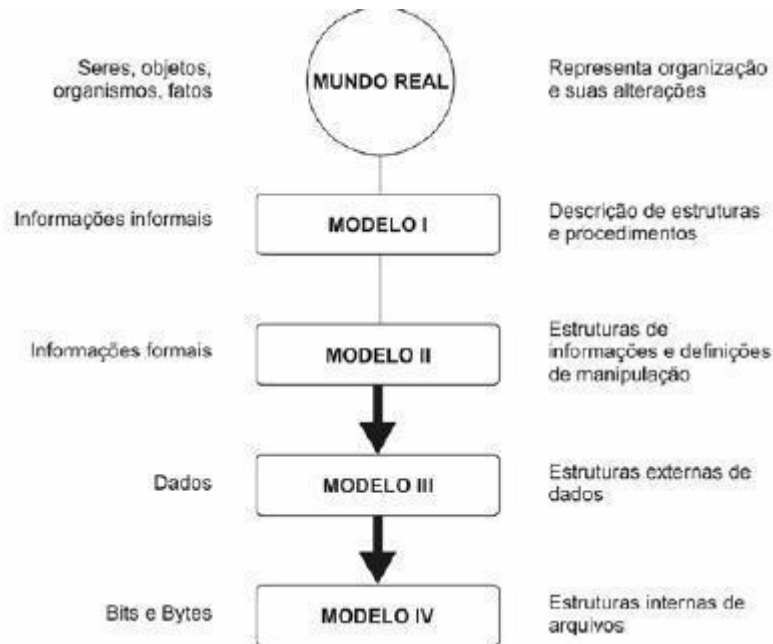 Seres, objetos,
organismos, fatos
MUNDO REAL
Representa organização
e suas alterações
Informações informais
MODELO I
Descrição de estruturas
e procedimentos
Informações formais
MODELO II
Estruturas de
informações e definições
de manipulação
Dados
MODELO III
Estruturas externas de
dados
Bits e Bytes
MODELO IV
Estruturas internas de
arquivos